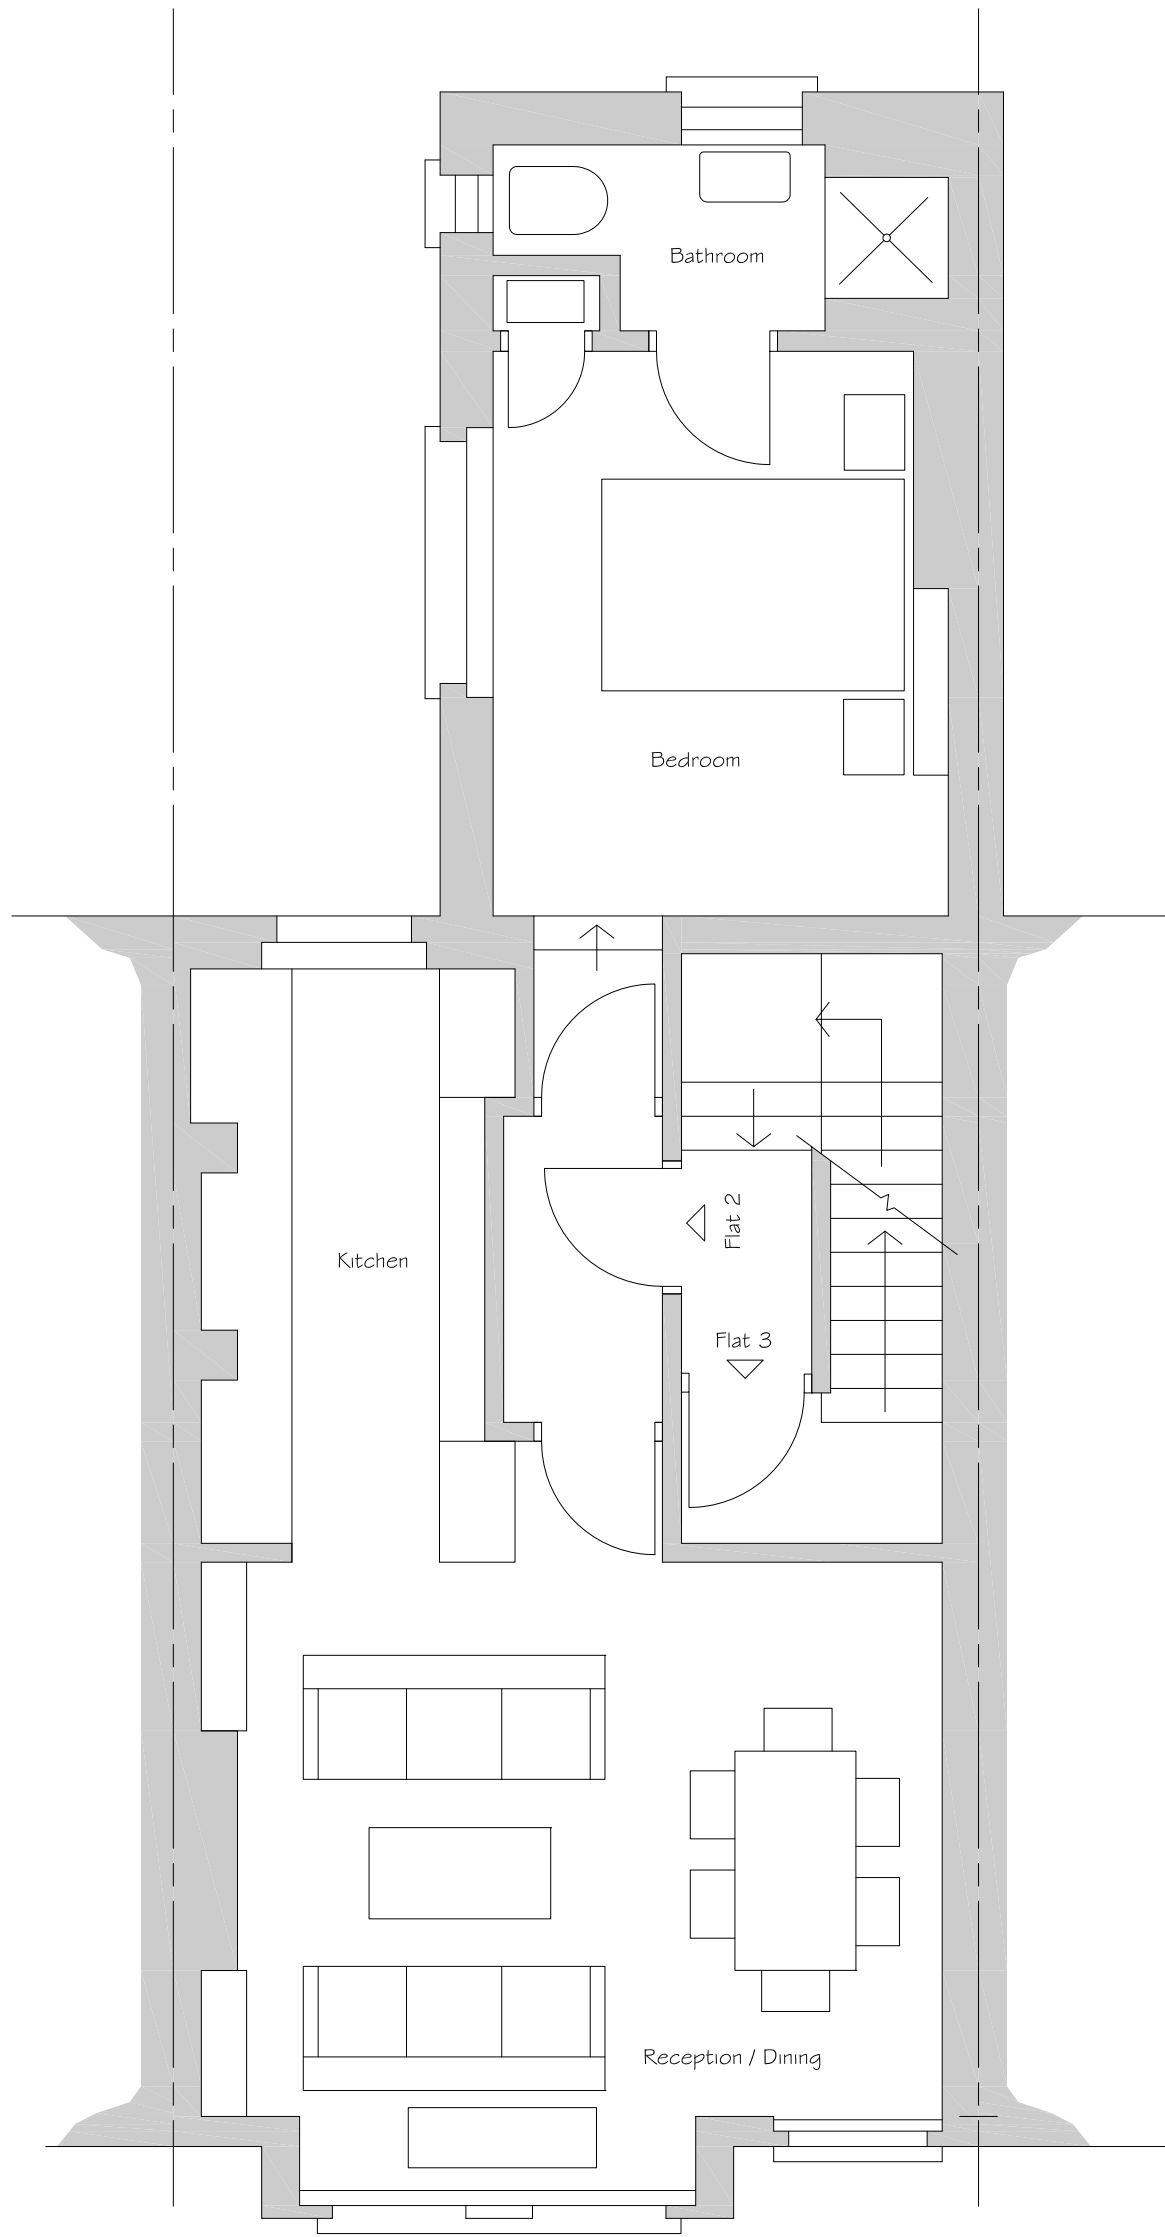 Bathroom
Bedroom
Kitchen
Flat 2
Flat 3
Reception / Dining